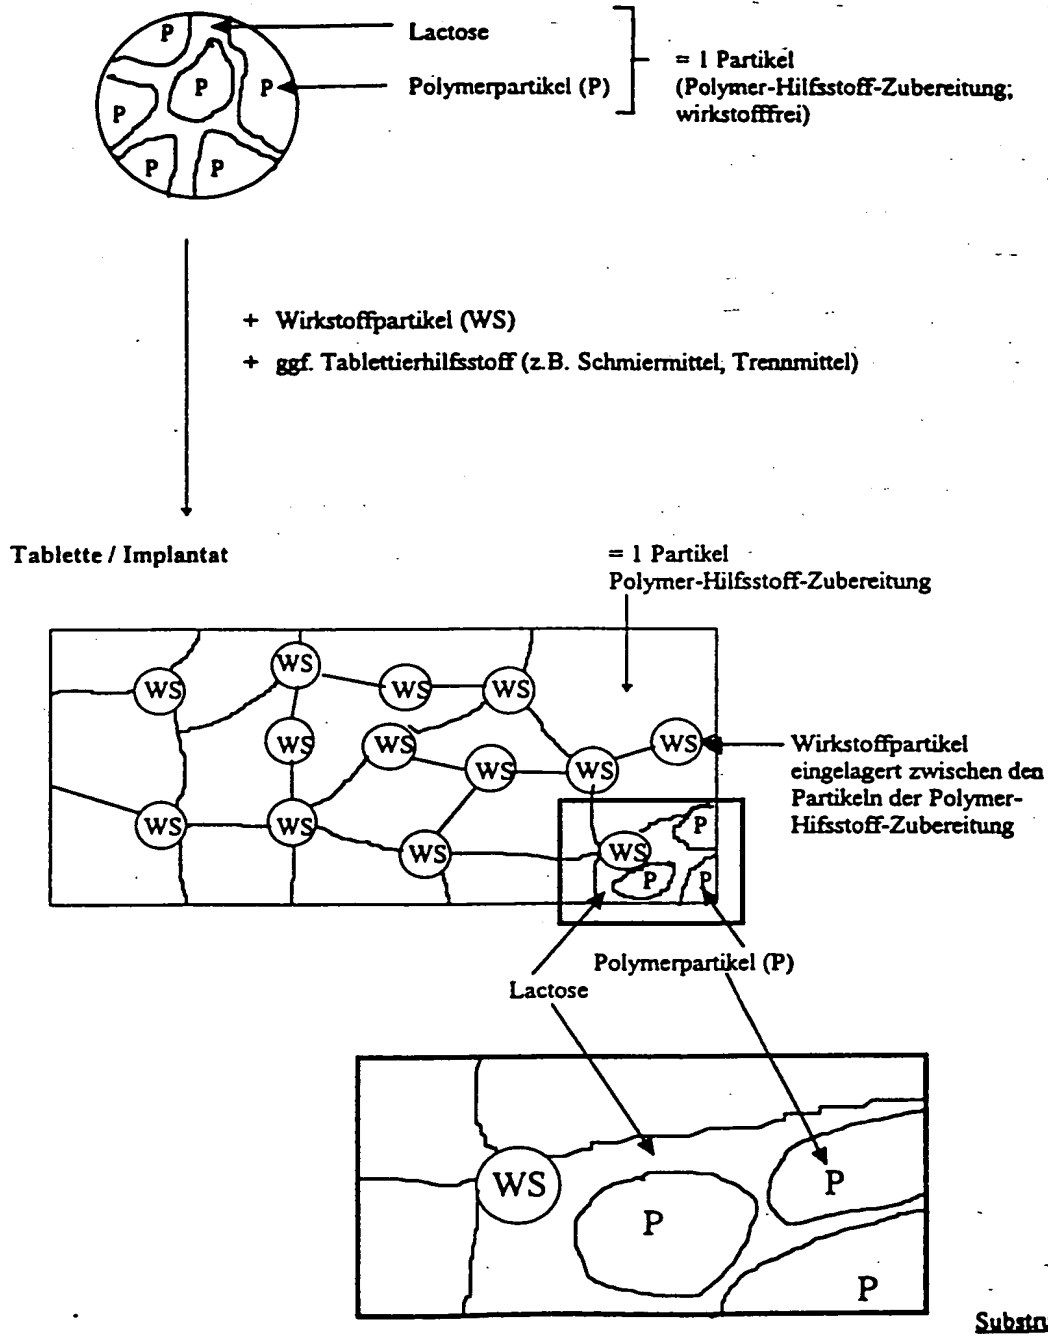 P
Lactose
P
P
Polymerpartikel (P)
P
P
P
= 1 Partikel
(Polymer-Hilfsstoff-Zubereitung;
wirkstofffrei)
+ Wirkstoffpartikel (WS)
+ ggf. Tablettierhilfsstoff (z.B. Schmiermittel, Trennmittel)
Tablette / Implantat
= 1 Partikel
Polymer-Hilfsstoff-Zubereitung
WS
WS
WS
WS
WS
WS
WS
WS
WS
WS
WS
WS
WS
Wirkstoffpartikel
eingelagert zwischen den
Partikeln der Polymer-
Hifsstoff-Zubereitung
P
P
P
Polymerpartikel (P)
Lactose
WS
P
P
P